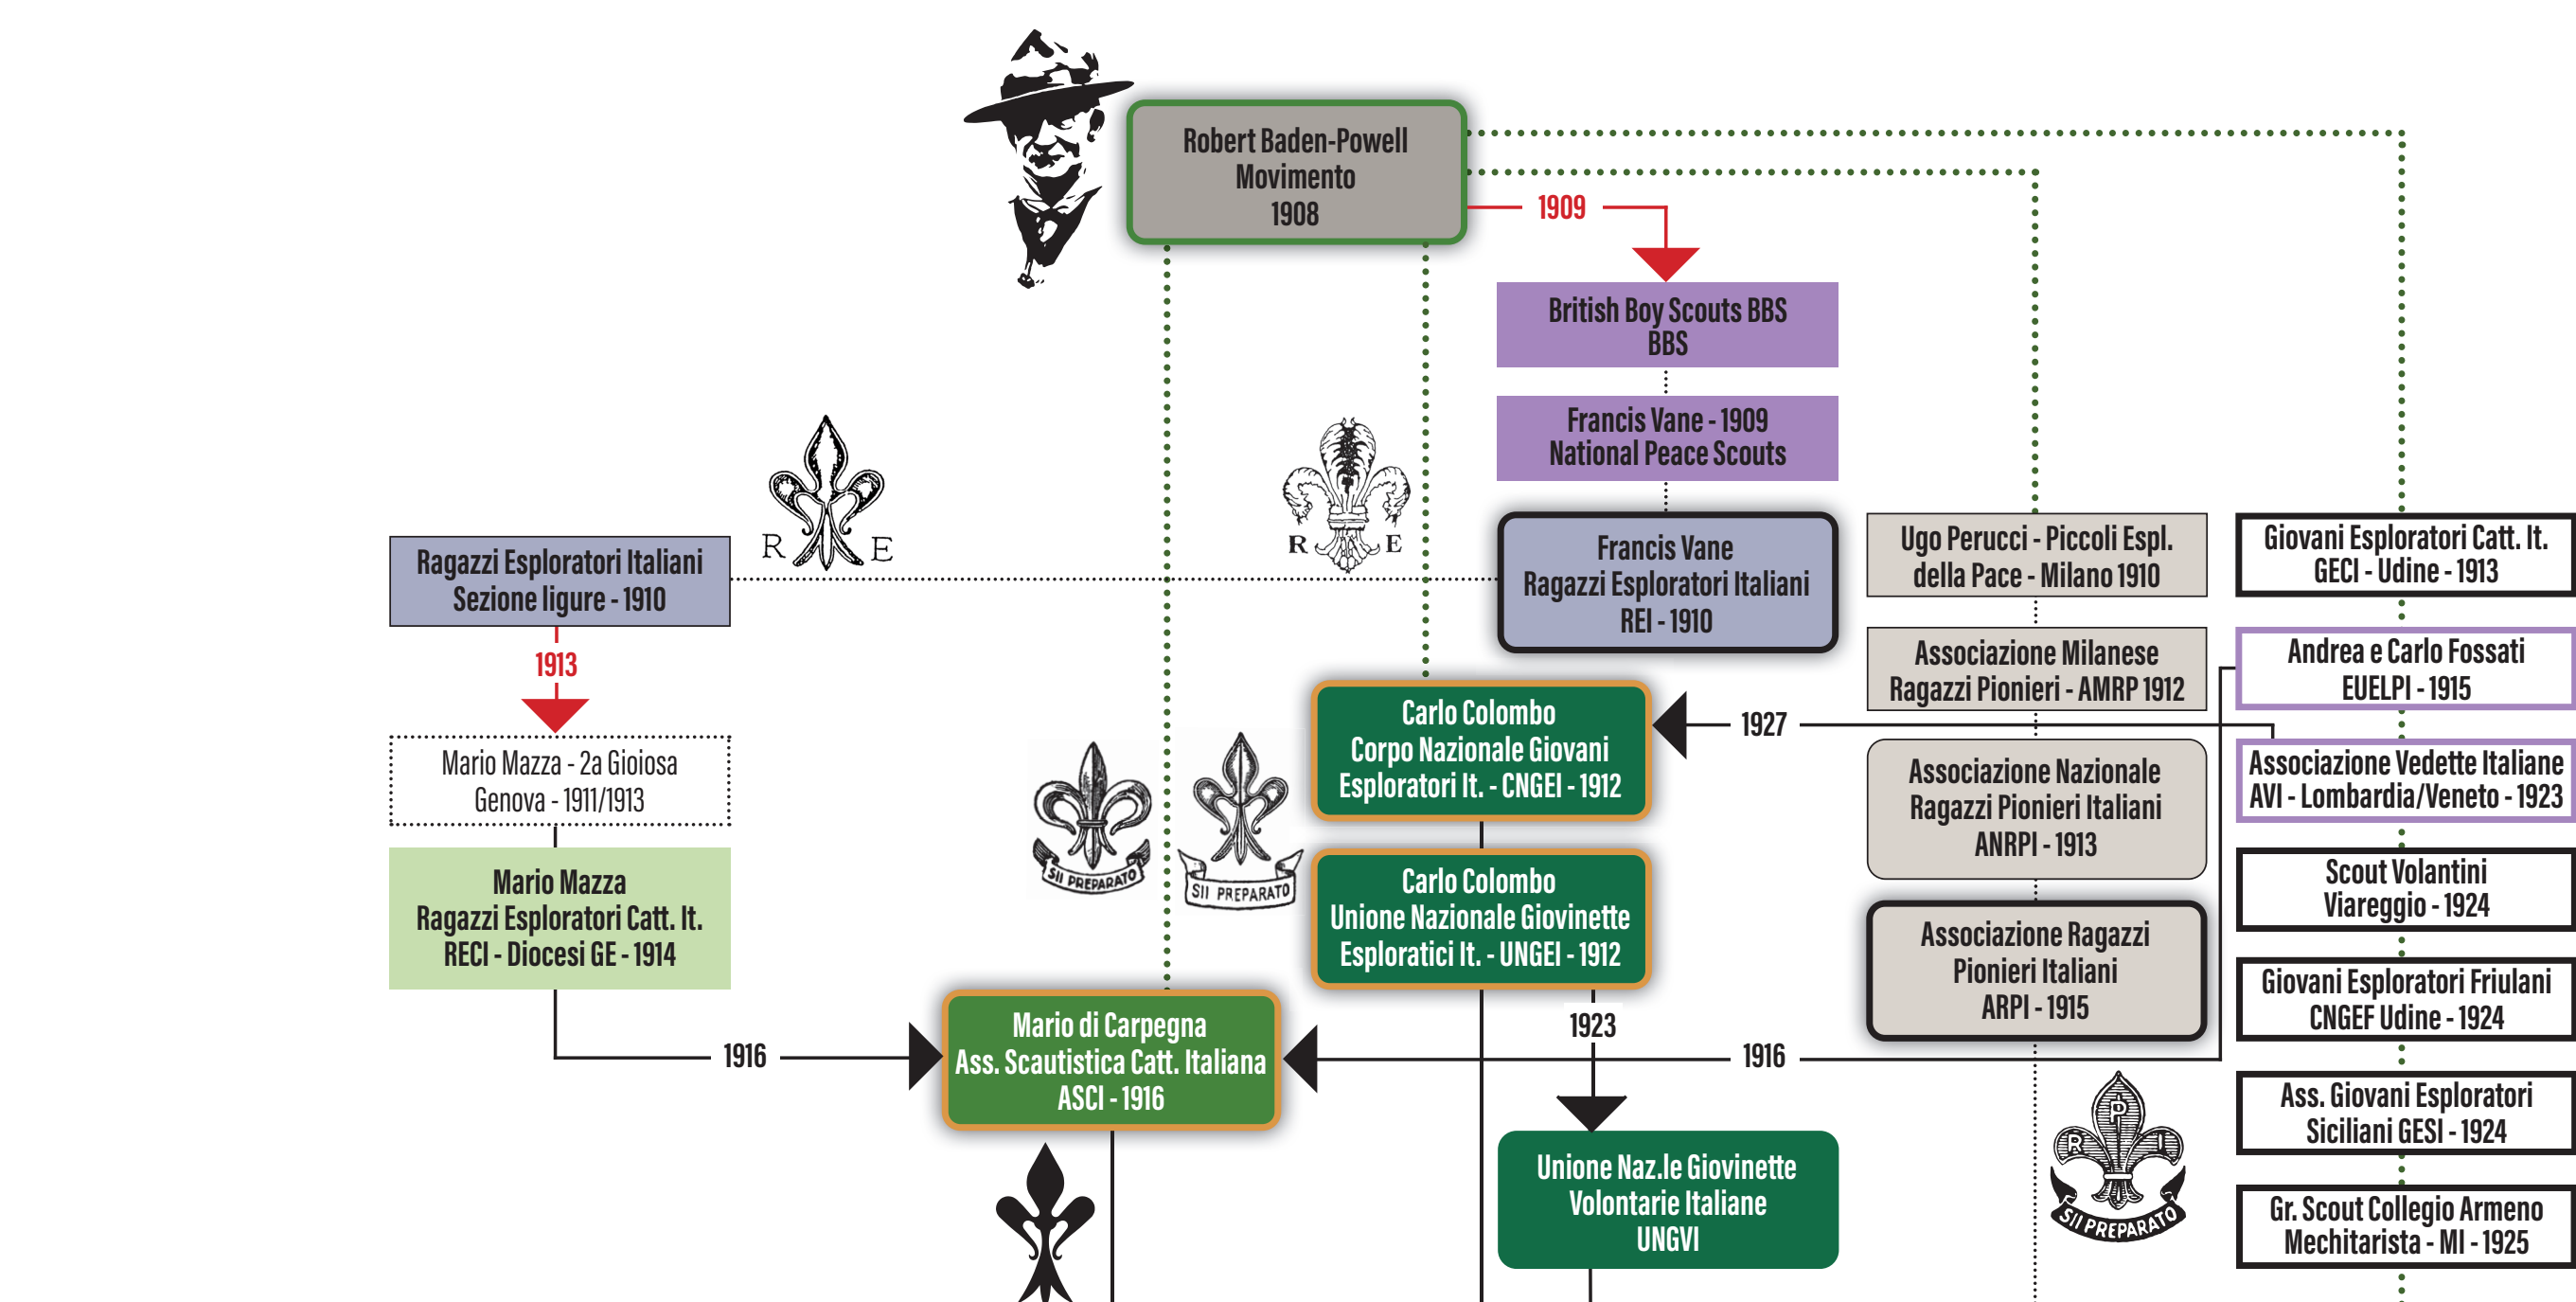 Robert Baden-Powell
Movimento
1908
1909
British Boy Scouts BBS
BBS
Francis Vane - 1909
National Peace Scouts
R E
R E
Francis Vane
Ragazzi Esploratori Italiani
REI - 1910
Ragazzi Esploratori Italiani
Sezione ligure - 1910
1913
Mario Mazza - 2a Gioiosa
Genova - 1911/1913
Mario Mazza
Ragazzi Esploratori Catt. It.
RECI - Diocesi GE - 1914
1916
SII PREPARATO
SII PREPARATO
Carlo Colombo
Corpo Nazionale Giovani
Esploratori It. - CNGEI - 1912
1927
Carlo Colombo
Unione Nazionale Giovinette
Esploratici It. - UNGEI - 1912
Mario di Carpegna
Ass. Scautistica Catt. Italiana
ASCI - 1916
1923
1916
Unione Naz.le Giovinette
Volontarie Italiane
UNGVI
Ugo Perucci - Piccoli Espl.
della Pace - Milano 1910
Associazione Milanese
Ragazzi Pionieri - AMRP 1912
Associazione Nazionale
Ragazzi Pionieri Italiani
ANRPI - 1913
Associazione Ragazzi
Pionieri Italiani
ARPI - 1915
R P I
SII PREPARATO
Giovani Esploratori Catt. It.
GECI - Udine - 1913
Andrea e Carlo Fossati
EUELPI - 1915
Associazione Vedette Italiane
AVI - Lombardia/Veneto - 1923
Scout Volantini
Viareggio - 1924
Giovani Esploratori Friulani
CNGEF Udine - 1924
Ass. Giovani Esploratori
Siciliani GESI - 1924
Gr. Scout Collegio Armeno
Mechitarista - MI - 1925